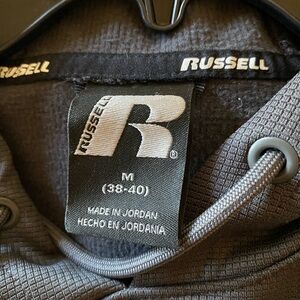 RUSSELL
RUSSELL
RUSSELL
R
®
M
(38-40)
MADE IN JORDAN
HECHO EN JORDANIA